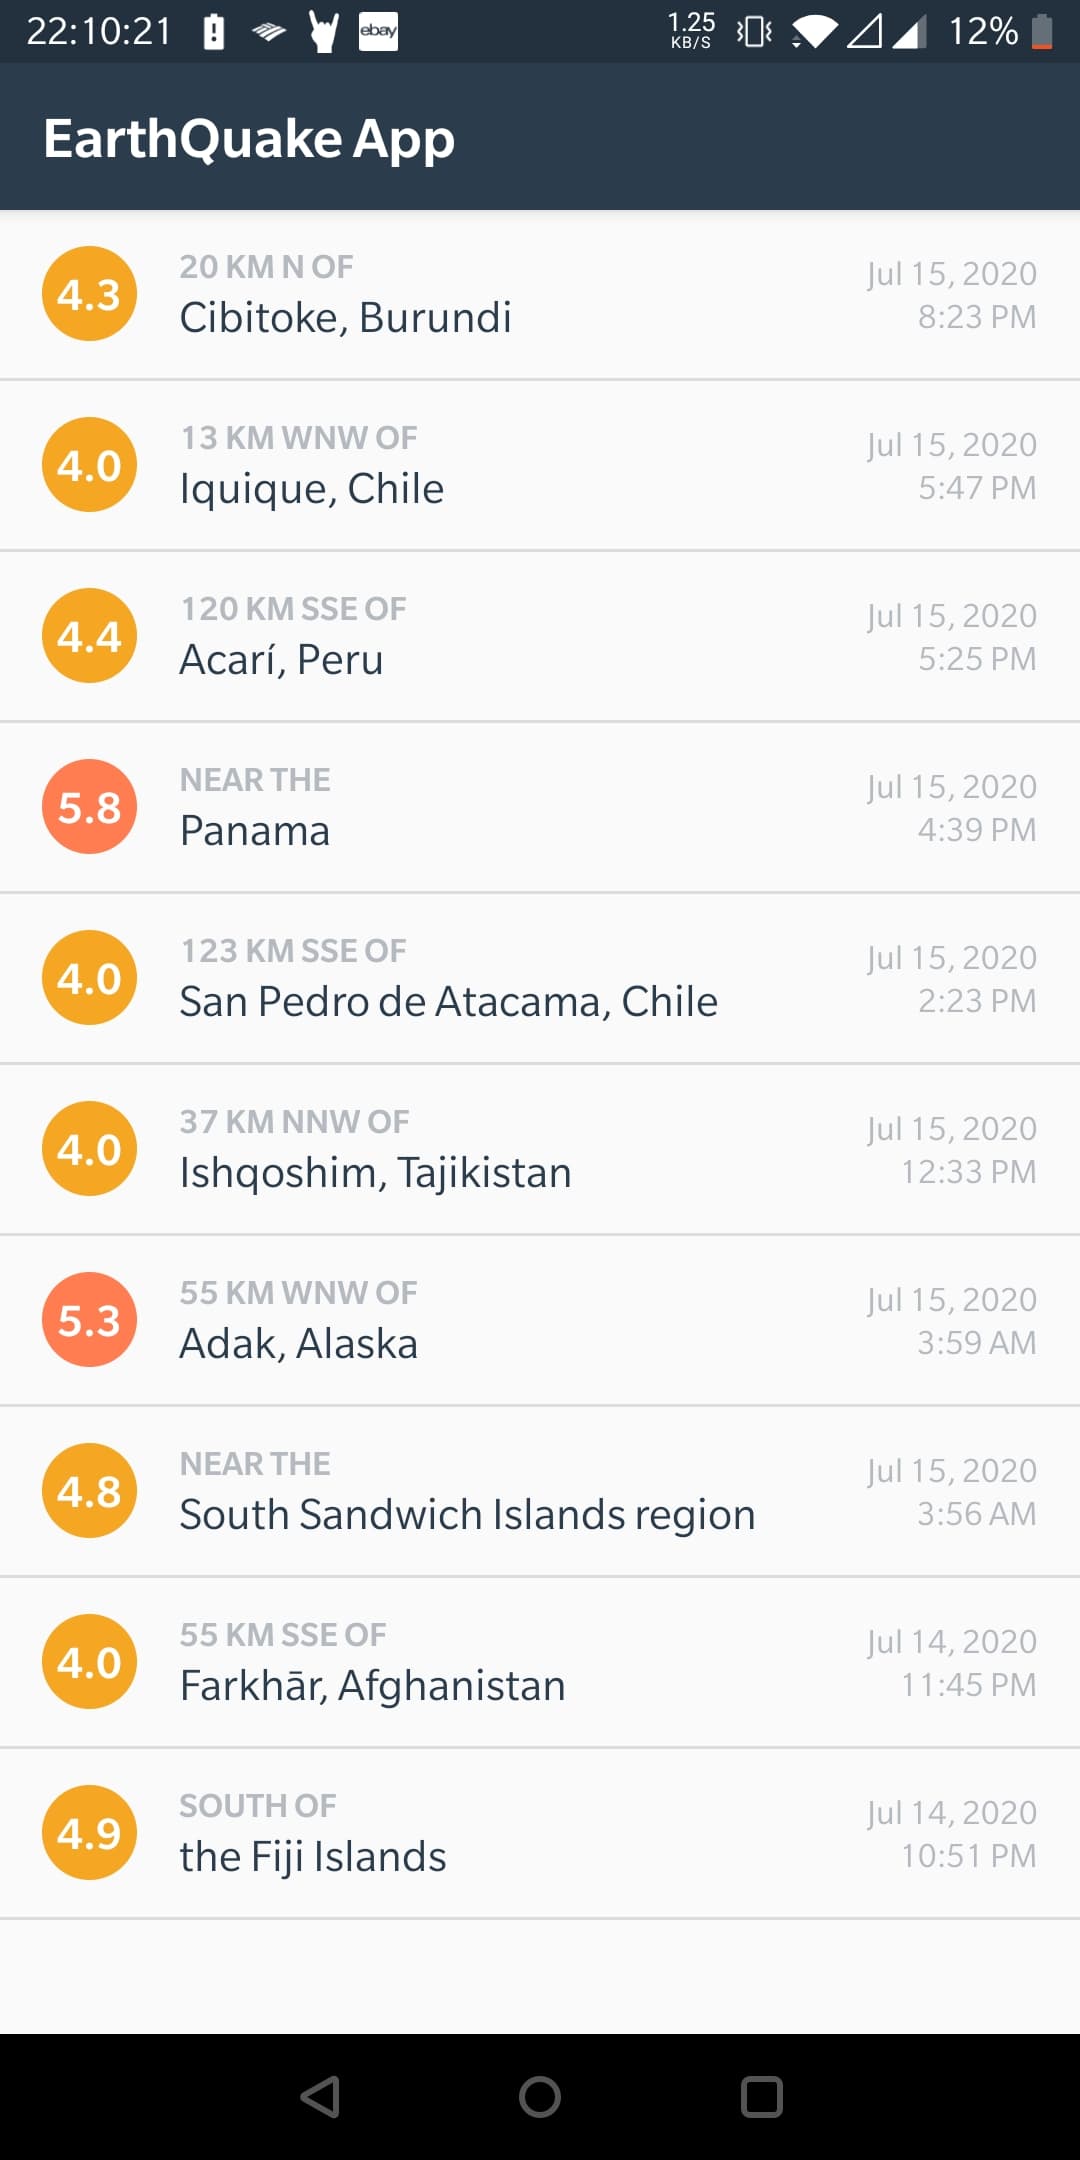 22:10:21 ebay 1.25 KB/S 12%
EarthQuake App
4.3
20 KM N OF
Cibitoke, Burundi
Jul 15, 2020
8:23 PM
4.0
13 KM WNW OF
Iquique, Chile
Jul 15, 2020
5:47 PM
4.4
120 KM SSE OF
Acarí, Peru
Jul 15, 2020
5:25 PM
5.8
NEAR THE
Panama
Jul 15, 2020
4:39 PM
4.0
123 KM SSE OF
San Pedro de Atacama, Chile
Jul 15, 2020
2:23 PM
4.0
37 KM NNW OF
Ishqoshim, Tajikistan
Jul 15, 2020
12:33 PM
5.3
55 KM WNW OF
Adak, Alaska
Jul 15, 2020
3:59 AM
4.8
NEAR THE
South Sandwich Islands region
Jul 15, 2020
3:56 AM
4.0
55 KM SSE OF
Farkhār, Afghanistan
Jul 14, 2020
11:45 PM
4.9
SOUTH OF
the Fiji Islands
Jul 14, 2020
10:51 PM